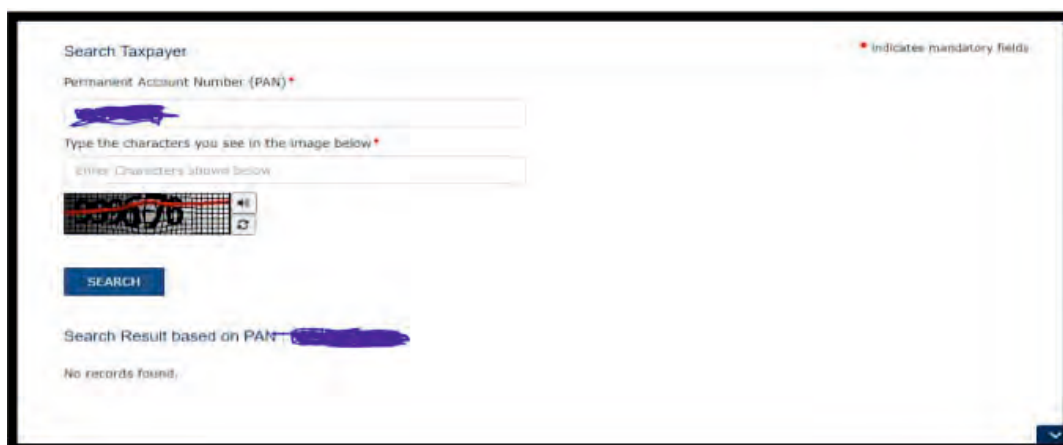 Search Taxpayer
* indicates mandatory fields
Permanent Account Number (PAN)*
Type the characters you see in the image below*
Enter Characters shown below
SEARCH
Search Result based on PAN
No records found.